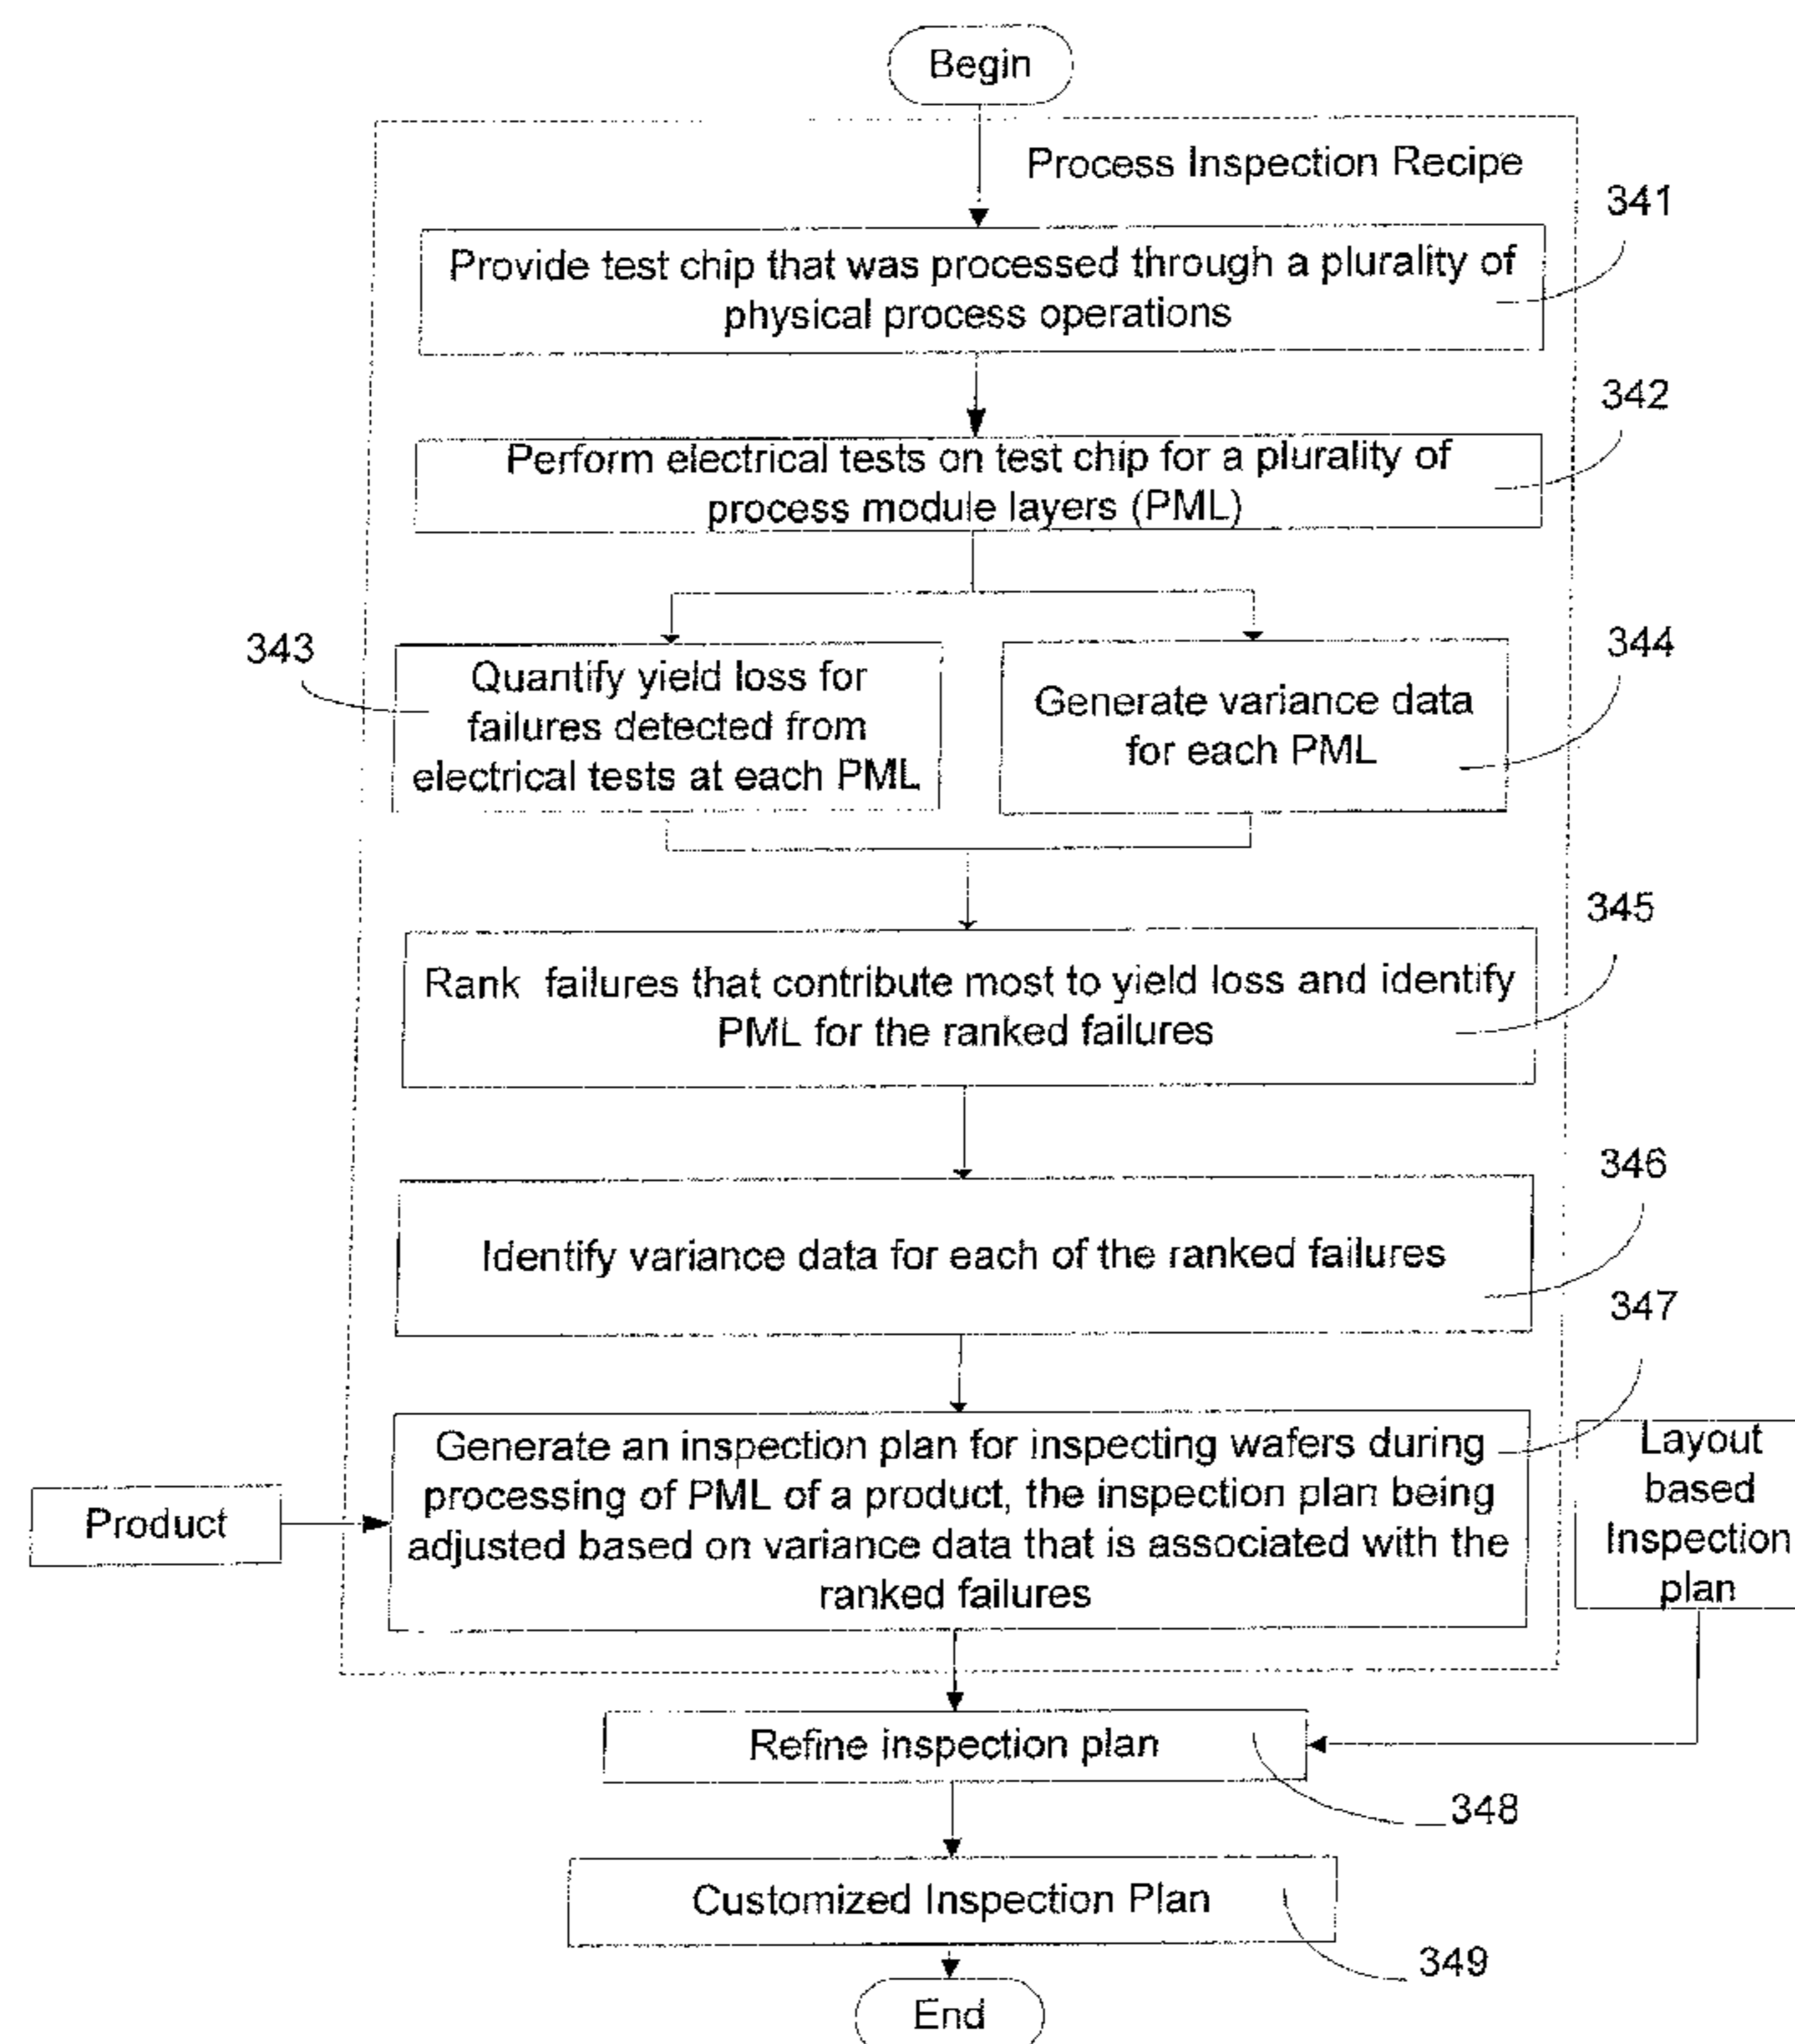 Begin
Process Inspection Recipe
341
Provide test chip that was processed through a plurality of
physical process operations
342
Perform electrical tests on test chip for a plurality of
process module layers (PML)
343
Quantify yield loss for
failures detected from
electrical tests at each PML
344
Generate variance data
for each PML
345
Rank failures that contribute most to yield loss and identify
PML for the ranked failures
346
Identify variance data for each of the ranked failures
347
Generate an inspection plan for inspecting wafers during
processing of PML of a product, the inspection plan being
adjusted based on variance data that is associated with the
ranked failures
Product
Layout
based
Inspection
plan
Refine inspection plan
348
Customized Inspection Plan
349
End